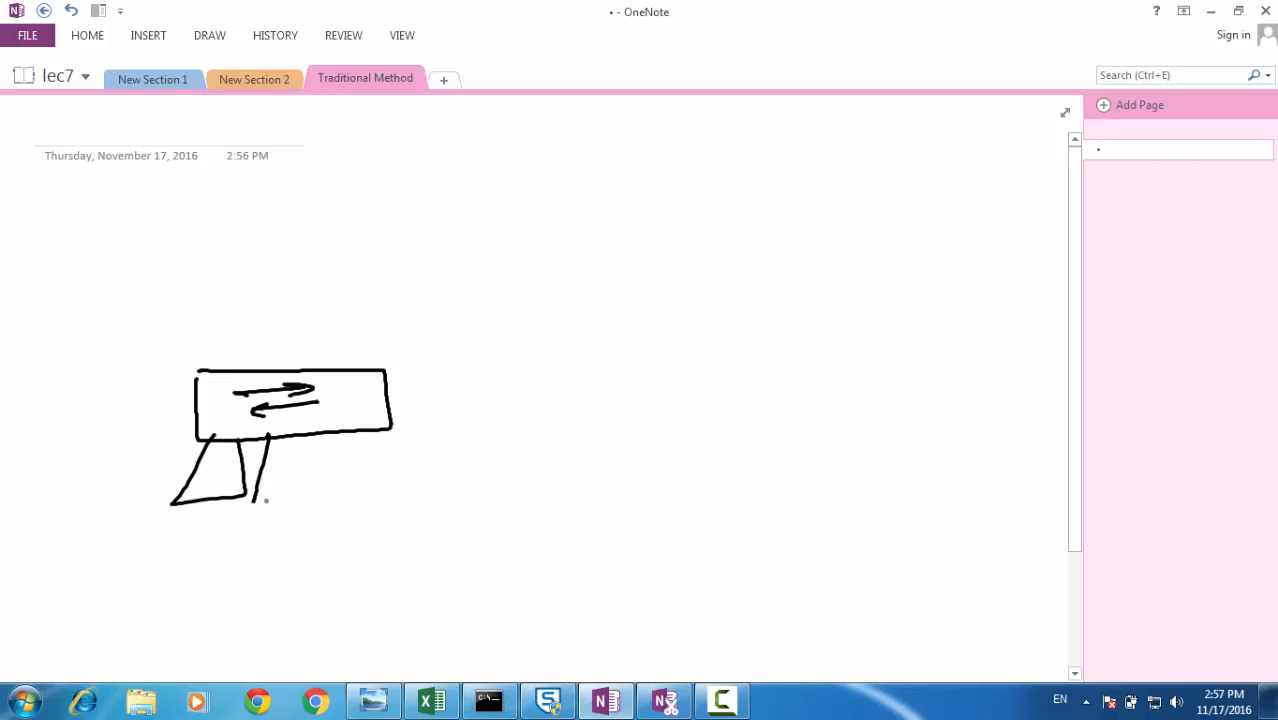 • - OneNote
?
FILE HOME INSERT DRAW HISTORY REVIEW VIEW
Sign in
lec7 New Section 1 New Section 2 Traditional Method +
Search (Ctrl+E)
Add Page
Thursday, November 17, 2016 2:56 PM
EN
2:57 PM
11/17/2016